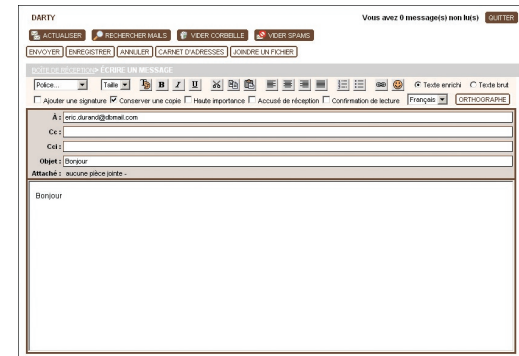 DARTY Vous avez 0 message(s) non lu(s) QUITTER
ACTUALISER RECHERCHER MAILS VIDER CORBEILLE VIDER SPAMS
ENVOYER ENREGISTRER ANNULER CARNET D'ADRESSES JOINDRE UN FICHIER
BOÎTE DE RÉCEPTION> ÉCRIRE UN MESSAGE
Police... Taille B I U Texte enrichi Texte brut
Ajouter une signature Conserver une copie Haute importance Accusé de réception Confirmation de lecture Français ORTHOGRAPHE
À : eric.durand@dbmail.com
Cc :
Cci :
Objet : Bonjour
Attaché : aucune pièce jointe -
Bonjour